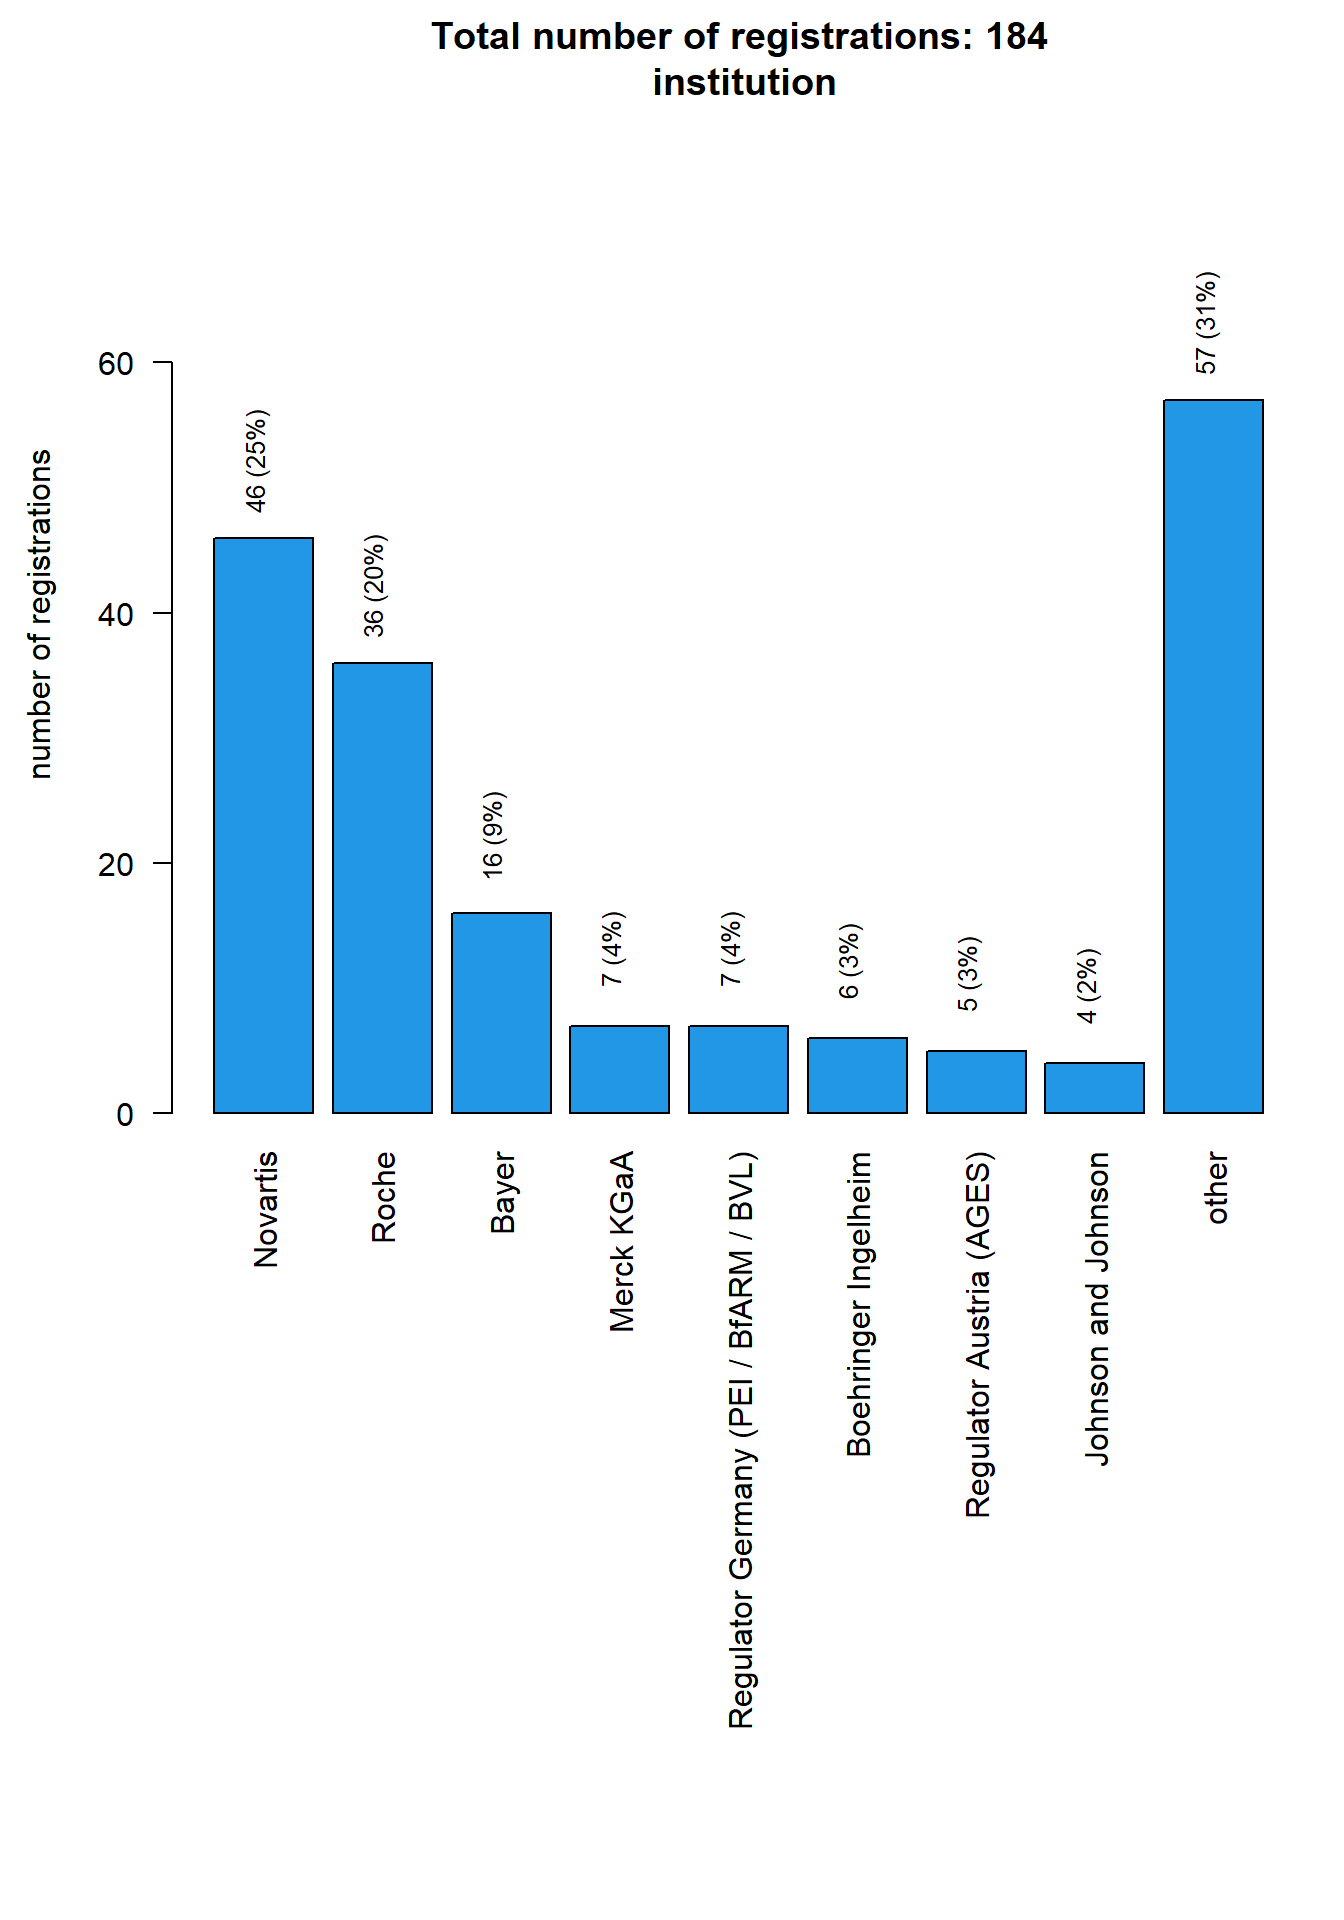 Total number of registrations: 184
institution
number of registrations
60
40
20
0
46 (25%)
36 (20%)
16 (9%)
7 (4%)
7 (4%)
6 (3%)
5 (3%)
4 (2%)
57 (31%)
Novartis
Roche
Bayer
Merck KGaA
Regulator Germany (PEI / BfARM / BVL)
Boehringer Ingelheim
Regulator Austria (AGES)
Johnson and Johnson
other